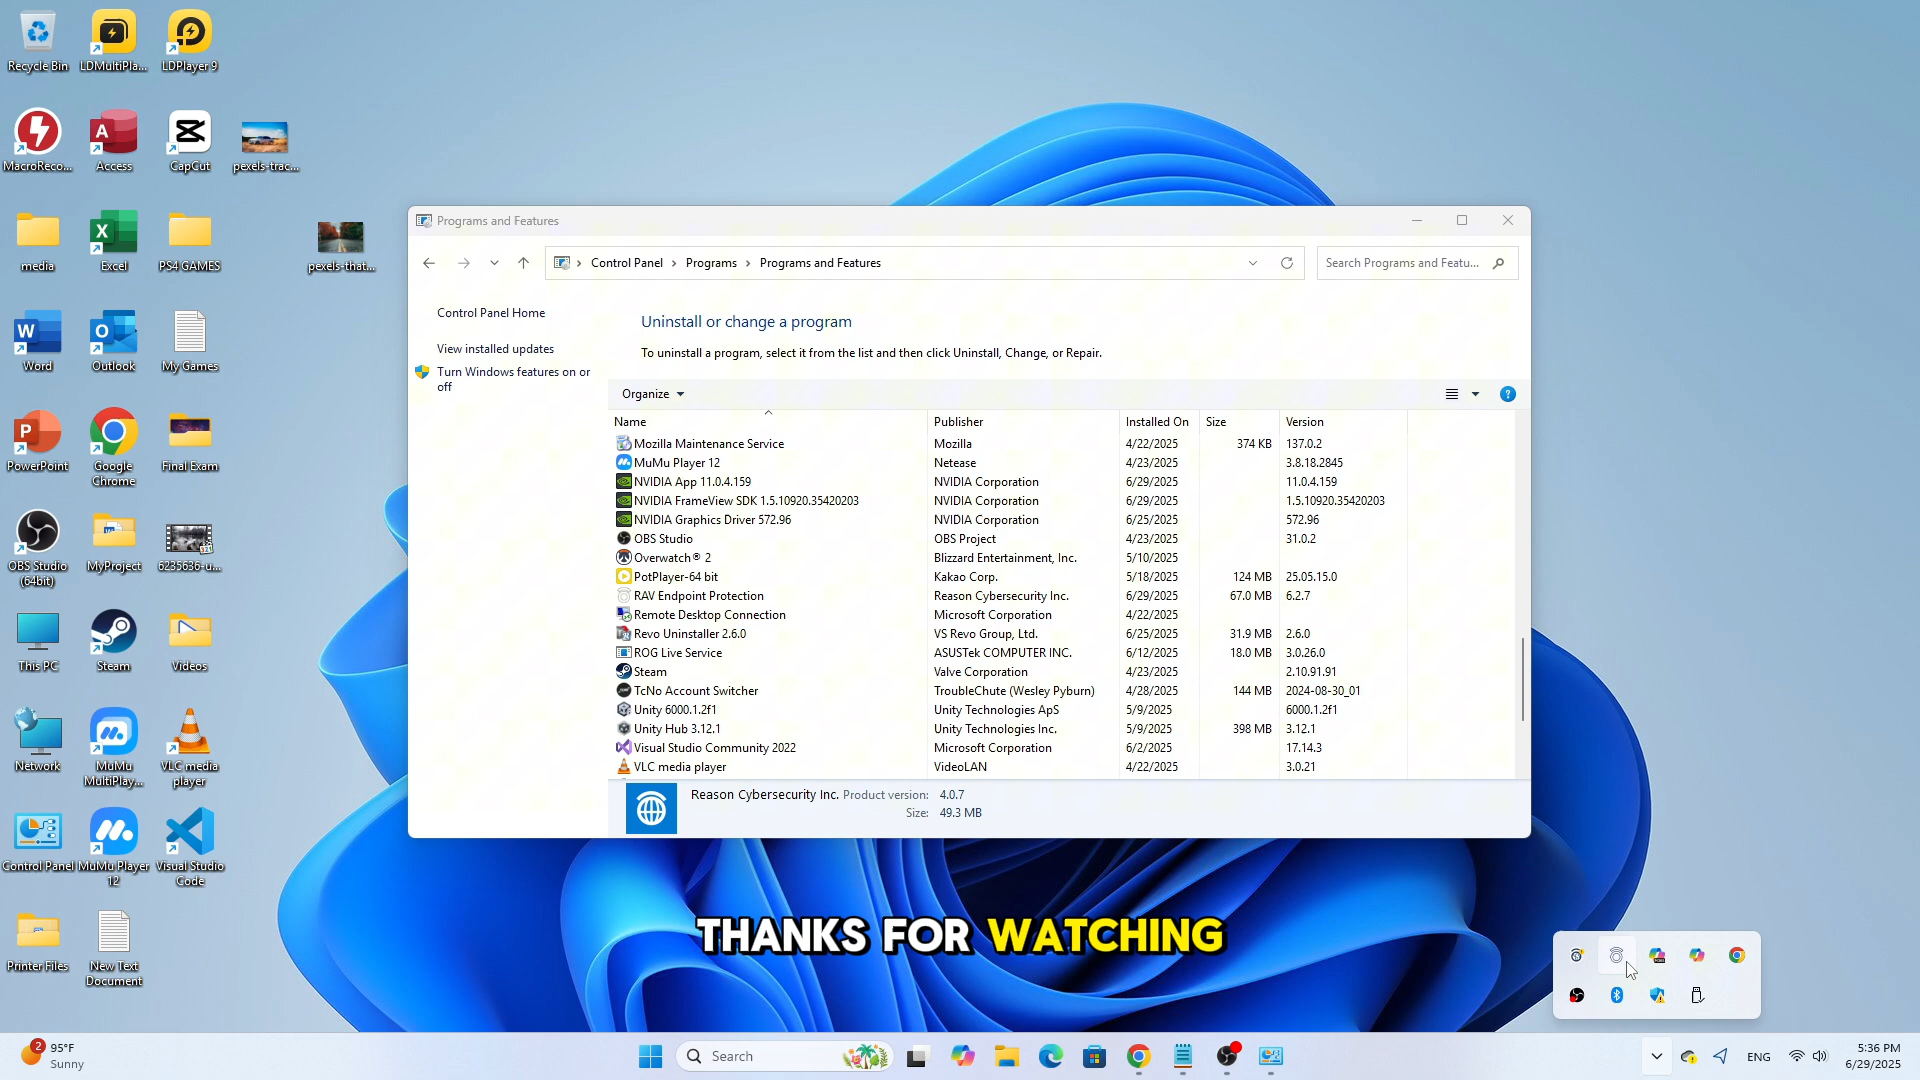 Recycle Bin
LDMultiPla...
LDPlayer 9
MacroReco...
Access
CapCut
pexels-trac...
media
Excel
PS4 GAMES
pexels-that...
Word
Outlook
My Games
PowerPoint
Google
Chrome
Final Exam
OBS Studio
(64bit)
MyProject
6235636-u...
This PC
Steam
Videos
Network
MuMu
MultiPlay...
VLC media
player
Control Panel
MuMu Player
12
Visual Studio
Code
Printer Files
New Text
Document
Programs and Features
Control Panel > Programs > Programs and Features
Search Programs and Featu...
Control Panel Home
View installed updates
Turn Windows features on or
off
Uninstall or change a program
To uninstall a program, select it from the list and then click Uninstall, Change, or Repair.
Organize
Name Publisher Installed On Size Version
Mozilla Maintenance Service Mozilla 4/22/2025 374 KB 137.0.2
MuMu Player 12 Netease 4/23/2025 3.8.18.2845
NVIDIA App 11.0.4.159 NVIDIA Corporation 6/29/2025 11.0.4.159
NVIDIA FrameView SDK 1.5.10920.35420203 NVIDIA Corporation 6/29/2025 1.5.10920.35420203
NVIDIA Graphics Driver 572.96 NVIDIA Corporation 6/25/2025 572.96
OBS Studio OBS Project 4/23/2025 31.0.2
Overwatch® 2 Blizzard Entertainment, Inc. 5/10/2025
PotPlayer-64 bit Kakao Corp. 5/18/2025 124 MB 25.05.15.0
RAV Endpoint Protection Reason Cybersecurity Inc. 6/29/2025 67.0 MB 6.2.7
Remote Desktop Connection Microsoft Corporation 4/22/2025
Revo Uninstaller 2.6.0 VS Revo Group, Ltd. 6/25/2025 31.9 MB 2.6.0
ROG Live Service ASUSTek COMPUTER INC. 6/12/2025 18.0 MB 3.0.26.0
Steam Valve Corporation 4/23/2025 2.10.91.91
TcNo Account Switcher TroubleChute (Wesley Pyburn) 4/28/2025 144 MB 2024-08-30_01
Unity 6000.1.2f1 Unity Technologies ApS 5/9/2025 6000.1.2f1
Unity Hub 3.12.1 Unity Technologies Inc. 5/9/2025 398 MB 3.12.1
Visual Studio Community 2022 Microsoft Corporation 6/2/2025 17.14.3
VLC media player VideoLAN 4/22/2025 3.0.21
Reason Cybersecurity Inc. Product version: 4.0.7
Size: 49.3 MB
THANKS FOR WATCHING
2
95°F
Sunny
Search
ENG
5:36 PM
6/29/2025